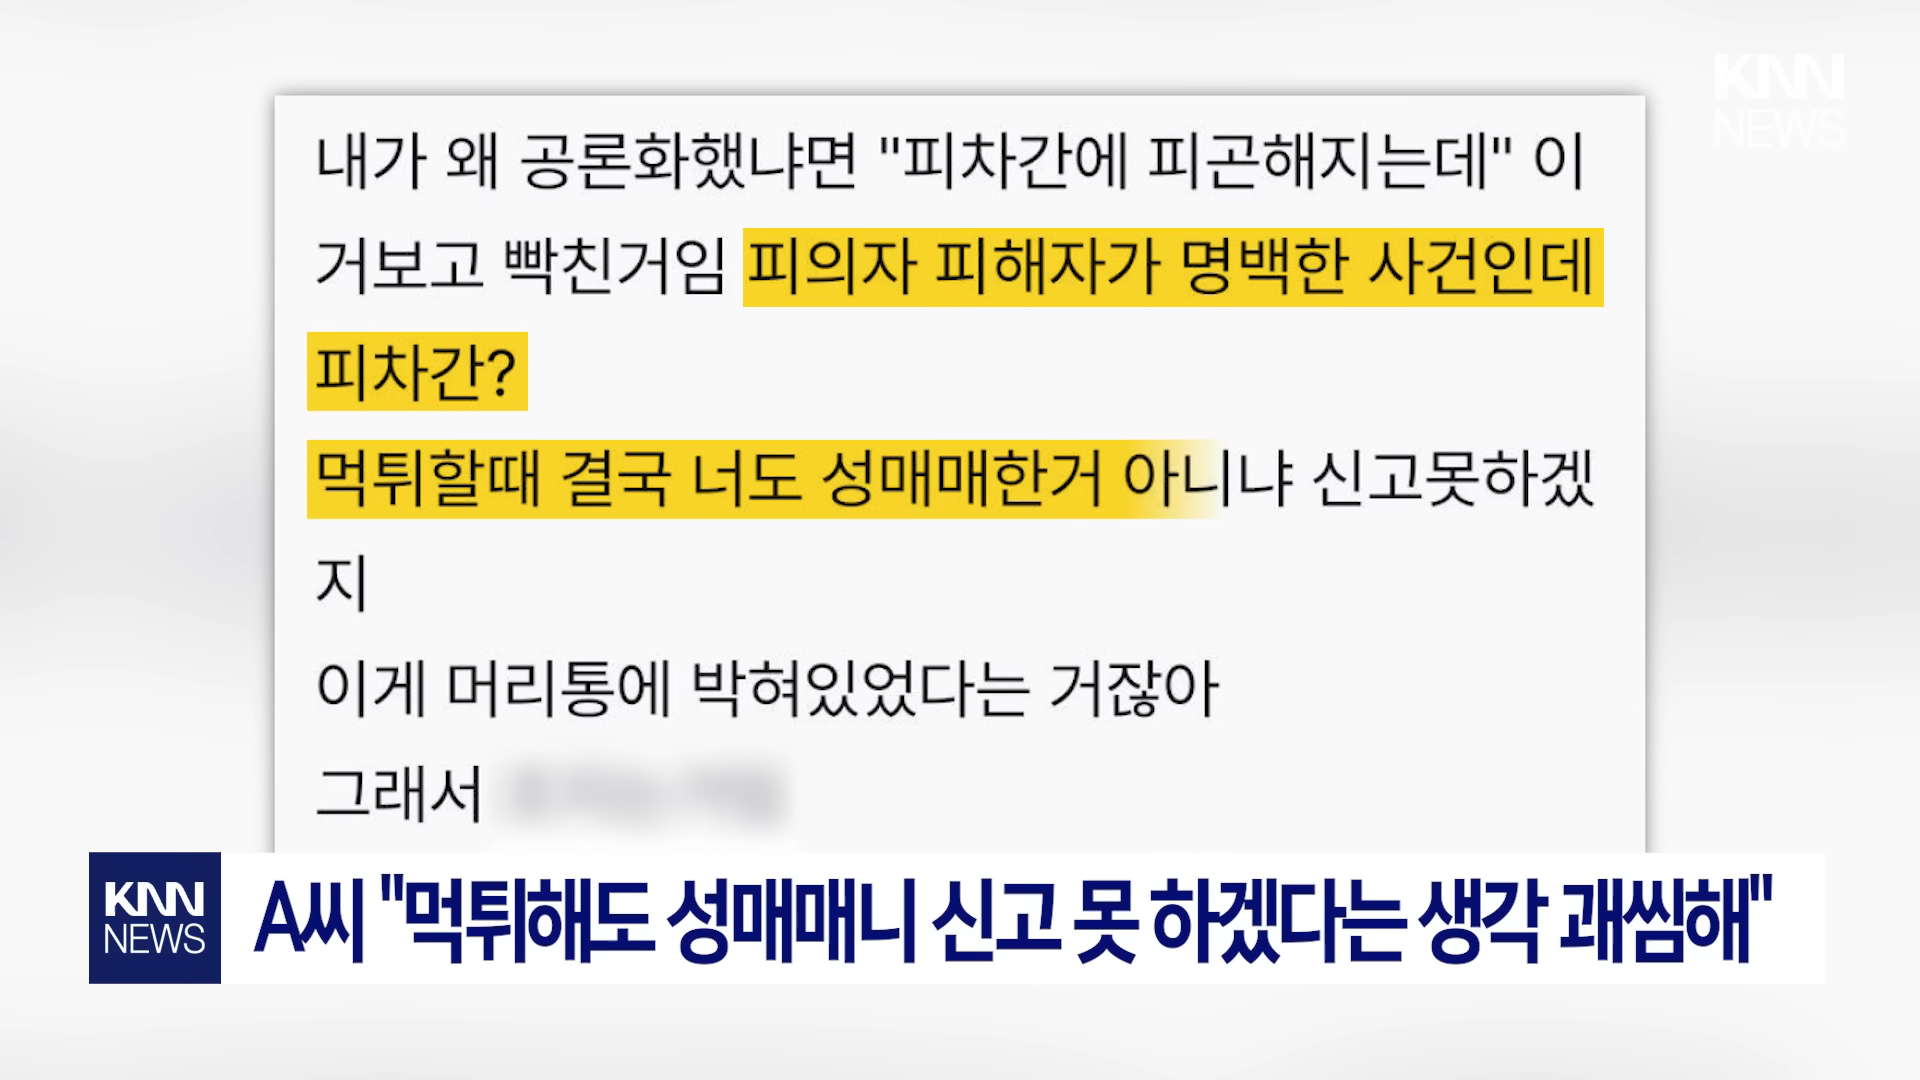 KNN
NEWS
내가 왜 공론화했냐면 "피차간에 피곤해지는데" 이
거보고 빡친거임 피의자 피해자가 명백한 사건인데
피차간?
먹튀할때 결국 너도 성매매한거 아니냐 신고못하겠
지
이게 머리통에 박혀있었다는 거잖아
그래서
KNN
NEWS
A씨 "먹튀해도 성매매니 신고 못 하겠다는 생각 괘씸해"